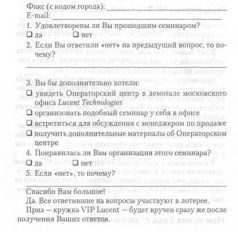 Факс (с кодом города):
E-mail:
1. Удовлетворены ли Вы прошедшим семинаром?
да нет
2. Если Вы ответили «нет» на предыдущий вопрос, то по-
чему?
3. Вы бы дополнительно хотели:
увидеть Операторский центр в демозале московского
офиса Lucent Technologies
организовать подобный семинар у себя в офисе
встретиться для обсуждения с менеджером по продаже
получить дополнительные материалы об Операторском
центре
4. Понравилась ли Вам организация этого семинара?
да нет
5. Если «нет», то почему?
Спасибо Вам большое!
Да. Все ответившие на вопросы участвуют в лотерее.
Приз — кружка VIP Lucent — будет вручен сразу же после
получения Ваших ответов.